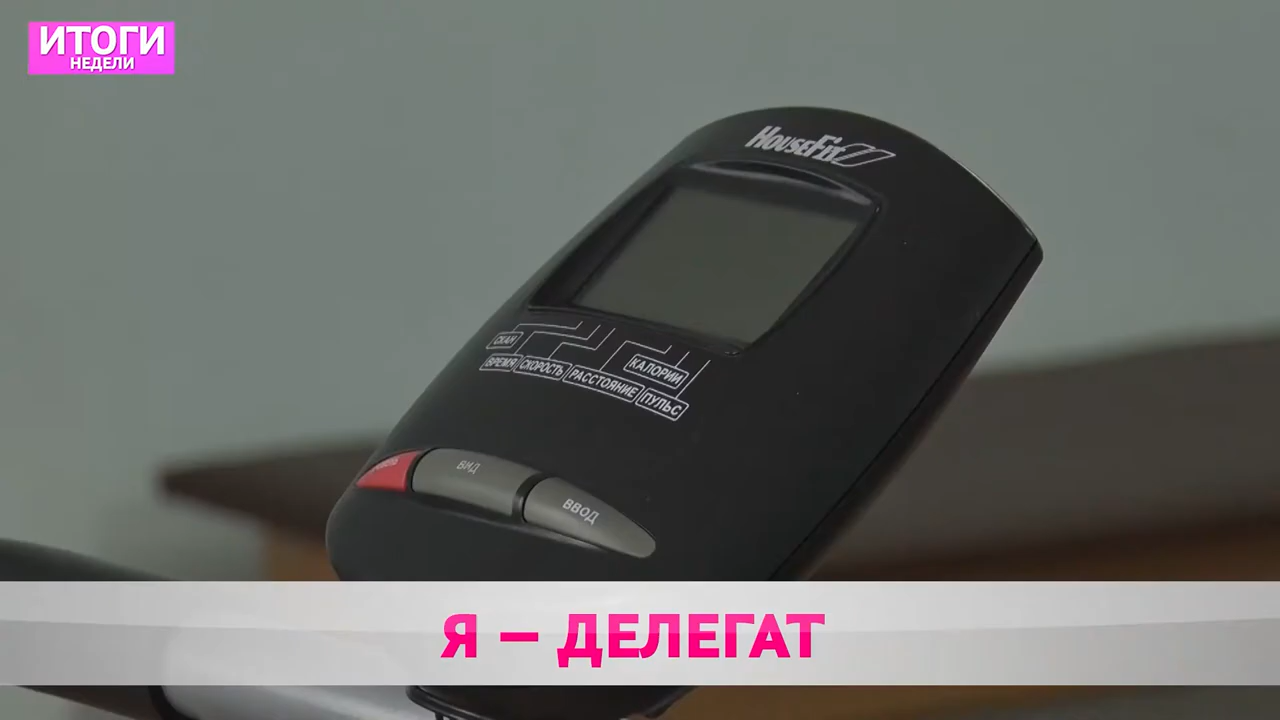 ИТОГИ
НЕДЕЛИ
HouseFit
СКАН
ВРЕМЯ СКОРОСТЬ РАССТОЯНИЕ КАЛОРИИ ПУЛЬС
ВИД
ВВОД
Я — ДЕЛЕГАТ